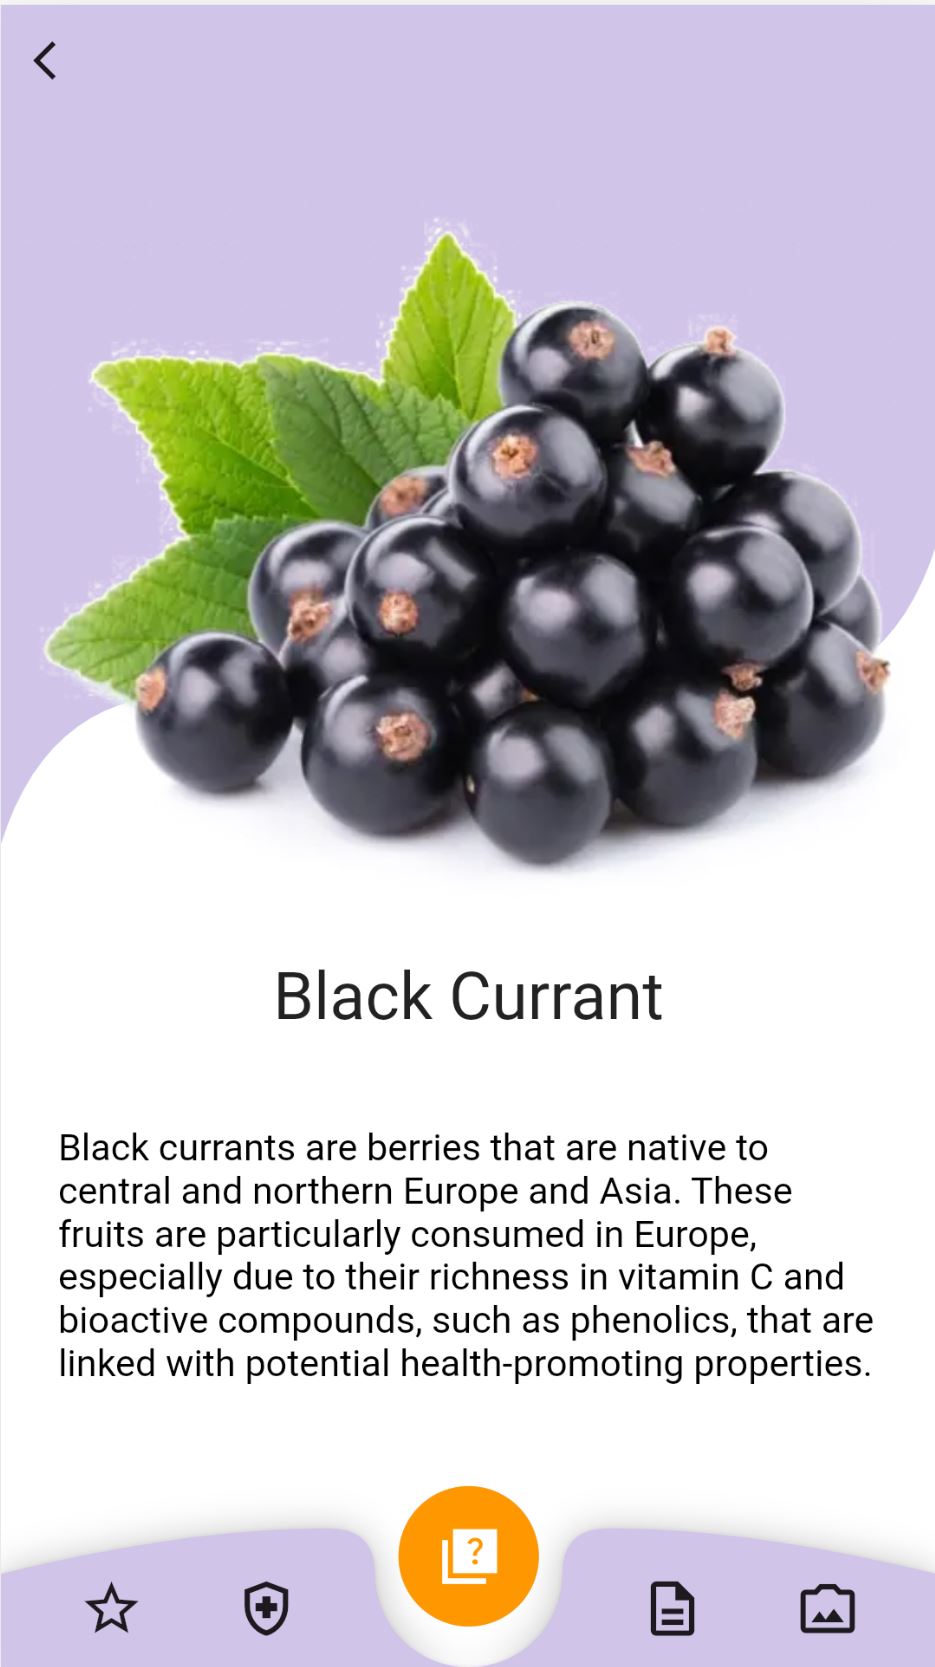 Black Currant
Black currants are berries that are native to
central and northern Europe and Asia. These
fruits are particularly consumed in Europe,
especially due to their richness in vitamin C and
bioactive compounds, such as phenolics, that are
linked with potential health-promoting properties.
?